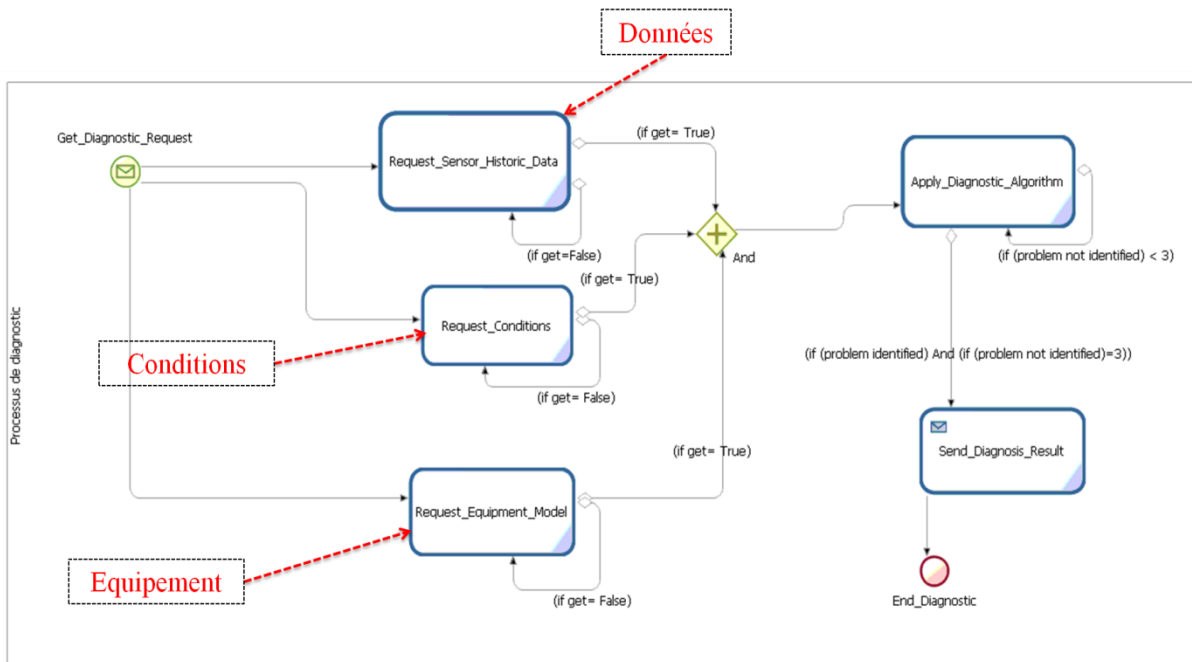 Données
Get_Diagnostic_Request
Request_Sensor_Historic_Data
(if get= True)
(if get=False)
Apply_Diagnostic_Algorithm
(if (problem not identified) < 3)
And
(if get= True)
Request_Conditions
Conditions
(if get= False)
(if (problem identified) And (if (problem not identified)=3))
Processus de diagnostic
(if get= True)
Send_Diagnosis_Result
Request_Equipment_Model
Equipement
(if get= False)
End_Diagnostic